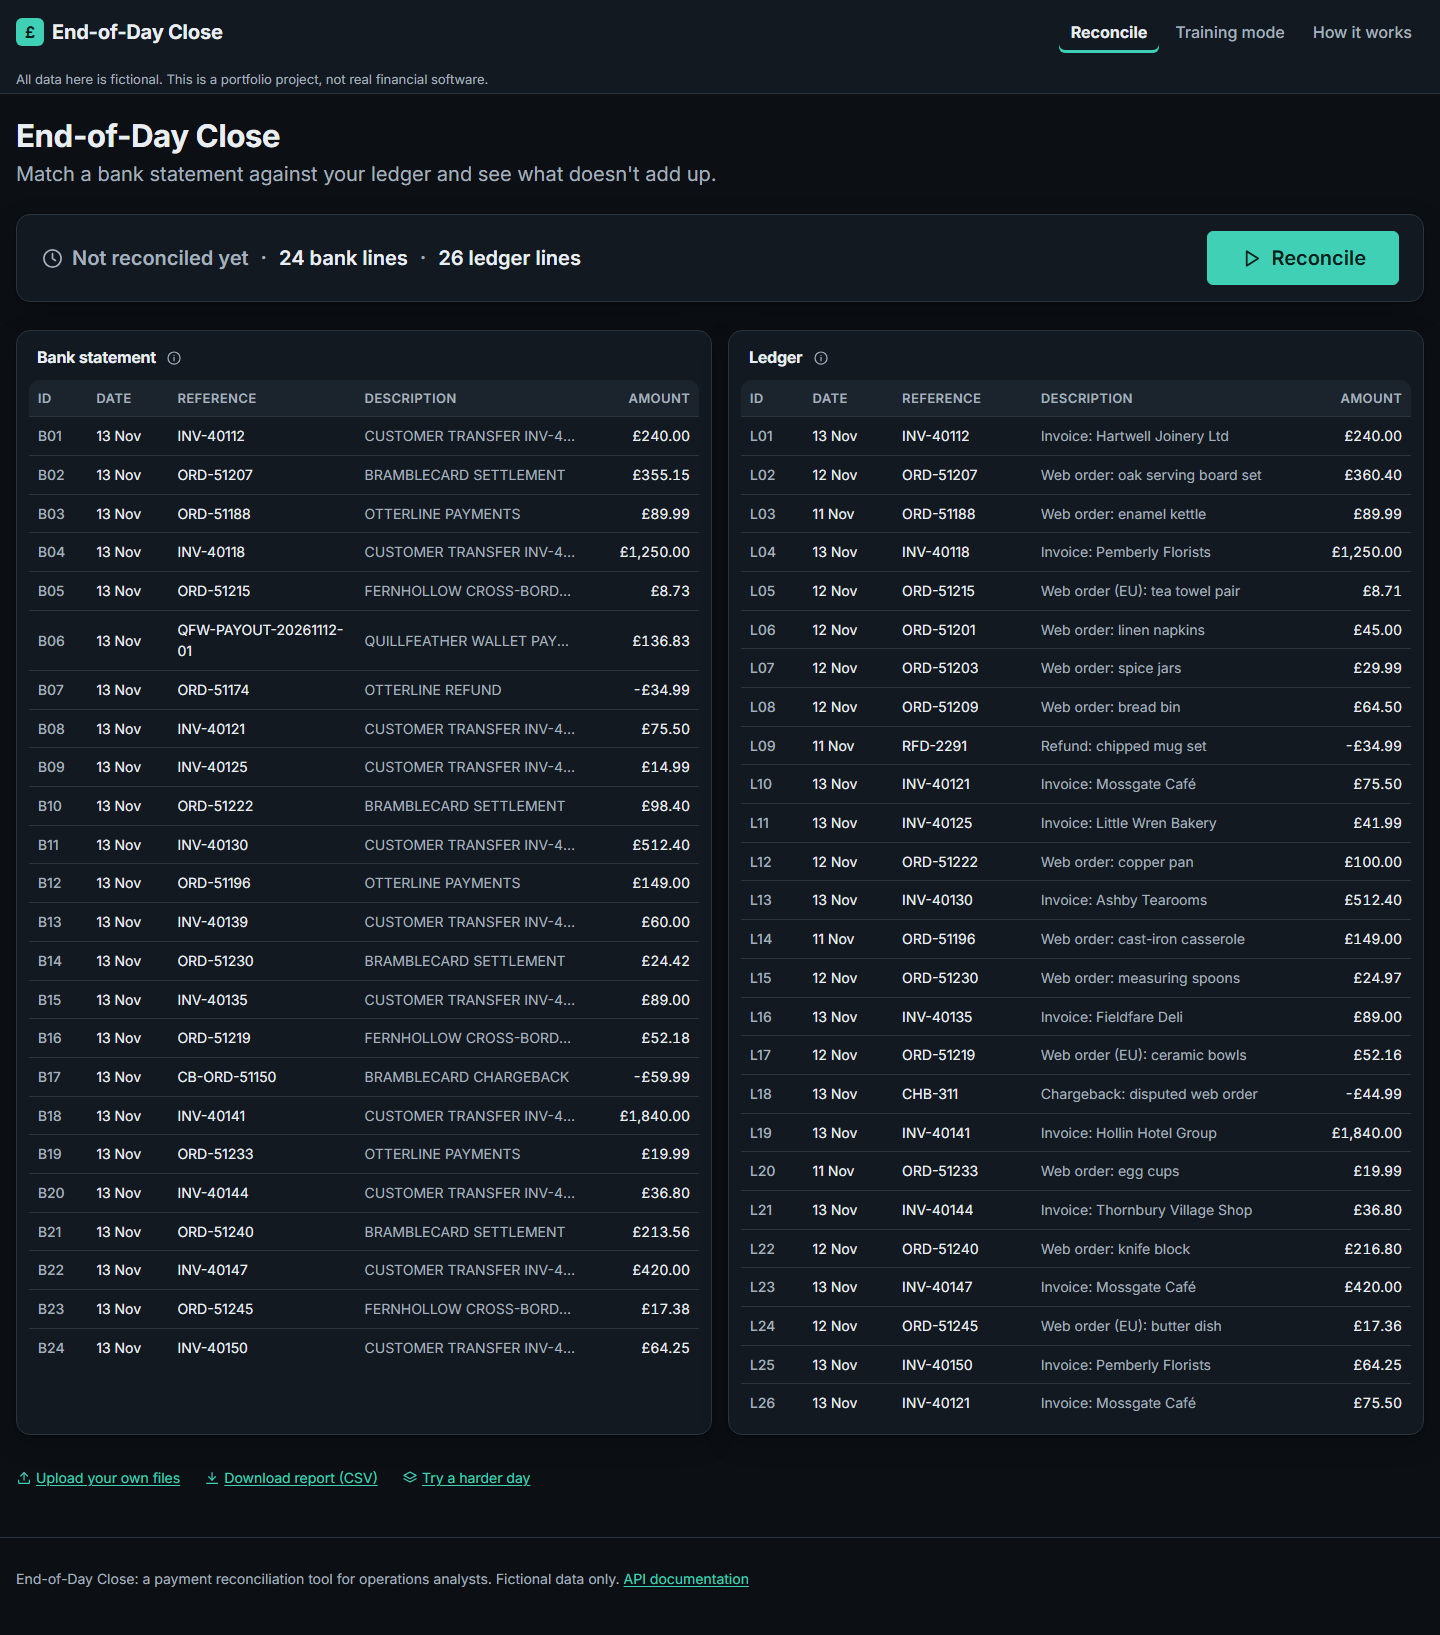 £ End-of-Day Close
Reconcile Training mode How it works
All data here is fictional. This is a portfolio project, not real financial software.
End-of-Day Close
Match a bank statement against your ledger and see what doesn't add up.
Not reconciled yet · 24 bank lines · 26 ledger lines
Reconcile
Bank statement
ID DATE REFERENCE DESCRIPTION AMOUNT
B01 13 Nov INV-40112 CUSTOMER TRANSFER INV-4... £240.00
B02 13 Nov ORD-51207 BRAMBLECARD SETTLEMENT £355.15
B03 13 Nov ORD-51188 OTTERLINE PAYMENTS £89.99
B04 13 Nov INV-40118 CUSTOMER TRANSFER INV-4... £1,250.00
B05 13 Nov ORD-51215 FERNHOLLOW CROSS-BORD... £8.73
B06 13 Nov QFW-PAYOUT-20261112-
01 QUILLFEATHER WALLET PAY... £136.83
B07 13 Nov ORD-51174 OTTERLINE REFUND -£34.99
B08 13 Nov INV-40121 CUSTOMER TRANSFER INV-4... £75.50
B09 13 Nov INV-40125 CUSTOMER TRANSFER INV-4... £14.99
B10 13 Nov ORD-51222 BRAMBLECARD SETTLEMENT £98.40
B11 13 Nov INV-40130 CUSTOMER TRANSFER INV-4... £512.40
B12 13 Nov ORD-51196 OTTERLINE PAYMENTS £149.00
B13 13 Nov INV-40139 CUSTOMER TRANSFER INV-4... £60.00
B14 13 Nov ORD-51230 BRAMBLECARD SETTLEMENT £24.42
B15 13 Nov INV-40135 CUSTOMER TRANSFER INV-4... £89.00
B16 13 Nov ORD-51219 FERNHOLLOW CROSS-BORD... £52.18
B17 13 Nov CB-ORD-51150 BRAMBLECARD CHARGEBACK -£59.99
B18 13 Nov INV-40141 CUSTOMER TRANSFER INV-4... £1,840.00
B19 13 Nov ORD-51233 OTTERLINE PAYMENTS £19.99
B20 13 Nov INV-40144 CUSTOMER TRANSFER INV-4... £36.80
B21 13 Nov ORD-51240 BRAMBLECARD SETTLEMENT £213.56
B22 13 Nov INV-40147 CUSTOMER TRANSFER INV-4... £420.00
B23 13 Nov ORD-51245 FERNHOLLOW CROSS-BORD... £17.38
B24 13 Nov INV-40150 CUSTOMER TRANSFER INV-4... £64.25
Ledger
ID DATE REFERENCE DESCRIPTION AMOUNT
L01 13 Nov INV-40112 Invoice: Hartwell Joinery Ltd £240.00
L02 12 Nov ORD-51207 Web order: oak serving board set £360.40
L03 11 Nov ORD-51188 Web order: enamel kettle £89.99
L04 13 Nov INV-40118 Invoice: Pemberly Florists £1,250.00
L05 12 Nov ORD-51215 Web order (EU): tea towel pair £8.71
L06 12 Nov ORD-51201 Web order: linen napkins £45.00
L07 12 Nov ORD-51203 Web order: spice jars £29.99
L08 12 Nov ORD-51209 Web order: bread bin £64.50
L09 11 Nov RFD-2291 Refund: chipped mug set -£34.99
L10 13 Nov INV-40121 Invoice: Mossgate Café £75.50
L11 13 Nov INV-40125 Invoice: Little Wren Bakery £41.99
L12 12 Nov ORD-51222 Web order: copper pan £100.00
L13 13 Nov INV-40130 Invoice: Ashby Tearooms £512.40
L14 11 Nov ORD-51196 Web order: cast-iron casserole £149.00
L15 12 Nov ORD-51230 Web order: measuring spoons £24.97
L16 13 Nov INV-40135 Invoice: Fieldfare Deli £89.00
L17 12 Nov ORD-51219 Web order (EU): ceramic bowls £52.16
L18 13 Nov CHB-311 Chargeback: disputed web order -£44.99
L19 13 Nov INV-40141 Invoice: Hollin Hotel Group £1,840.00
L20 11 Nov ORD-51233 Web order: egg cups £19.99
L21 13 Nov INV-40144 Invoice: Thornbury Village Shop £36.80
L22 12 Nov ORD-51240 Web order: knife block £216.80
L23 13 Nov INV-40147 Invoice: Mossgate Café £420.00
L24 12 Nov ORD-51245 Web order (EU): butter dish £17.36
L25 13 Nov INV-40150 Invoice: Pemberly Florists £64.25
L26 13 Nov INV-40121 Invoice: Mossgate Café £75.50
Upload your own files Download report (CSV) Try a harder day
End-of-Day Close: a payment reconciliation tool for operations analysts. Fictional data only. API documentation